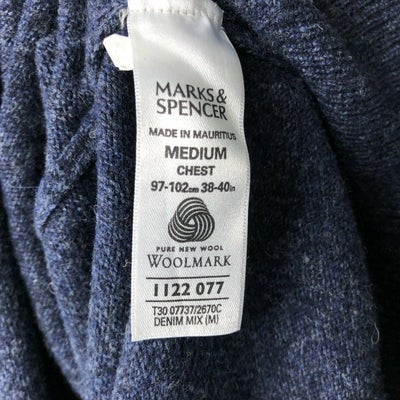 MARKS &
SPENCER
MADE IN MAURITIUS
MEDIUM
CHEST
97-102cm 38-40in
PURE NEW WOOL
WOOLMARK
1122 077
T30 07737/2670C
DENIM MIX (M)